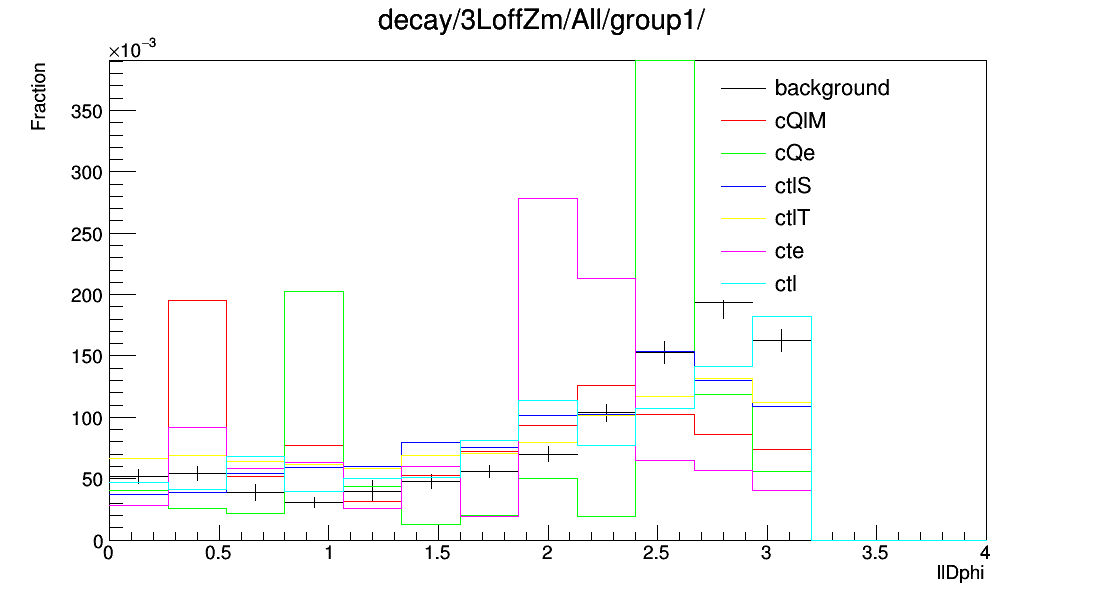 decay/3LoffZm/All/group1/
×10⁻³
Fraction
350
300
250
200
150
100
50
0
background
cQlM
cQe
ctlS
ctlT
cte
ctl
0 0.5 1 1.5 2 2.5 3 3.5 4
llDphi